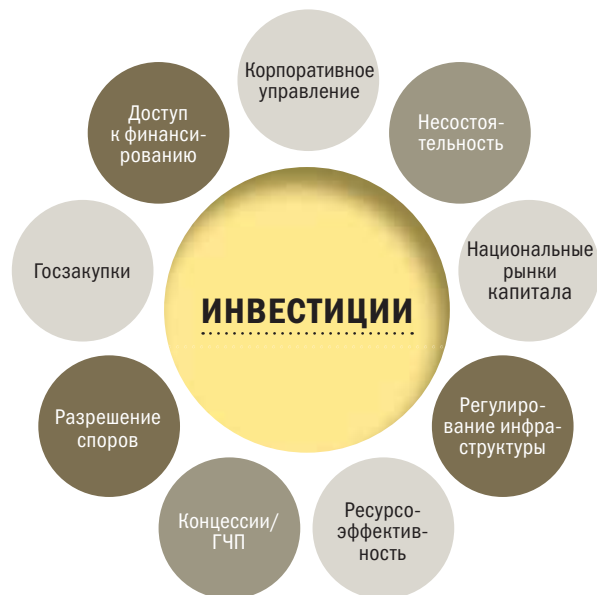 Корпоративное
управление
Несостоя-
тельность
Национальные
рынки
капитала
Регулиро-
вание инфра-
структуры
Ресурсо-
эффектив-
ность
Концессии/
ГЧП
Разрешение
споров
Госзакупки
Доступ
к финанси-
рованию
ИНВЕСТИЦИИ